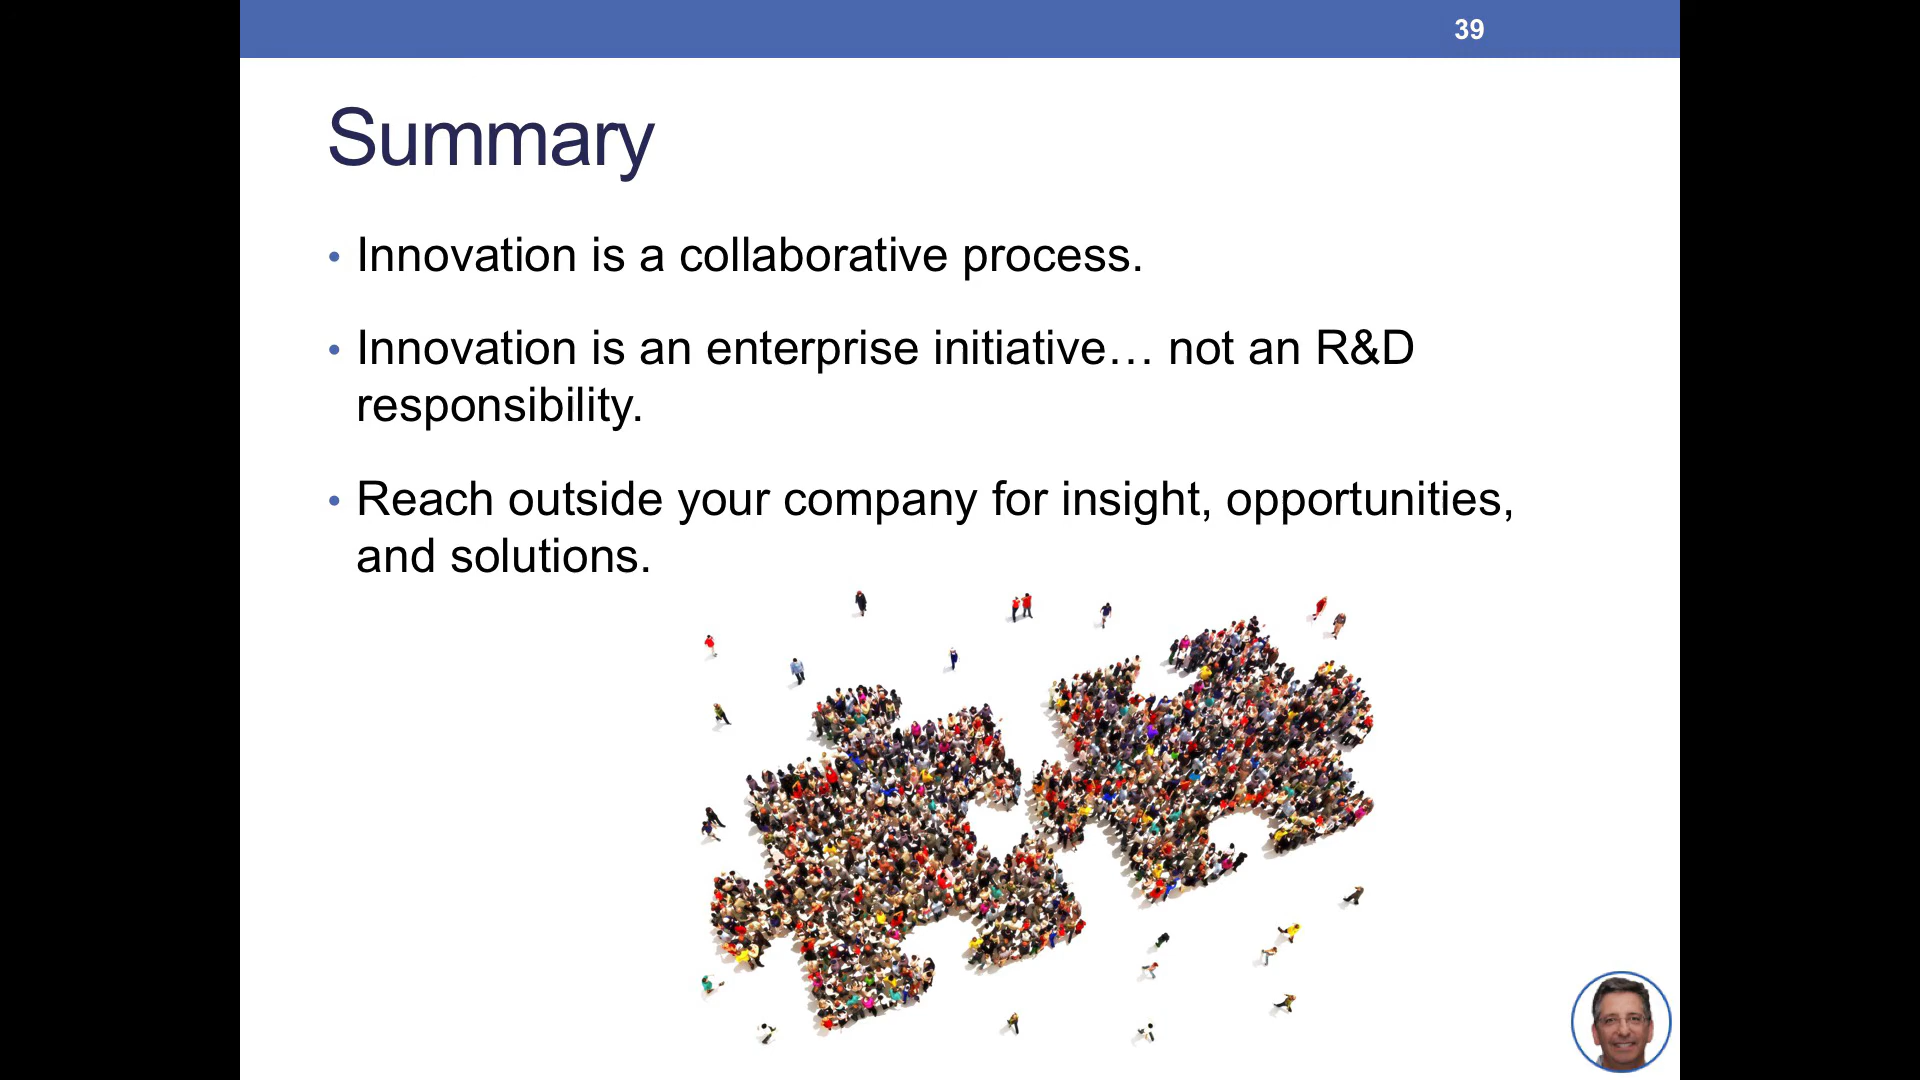 39
Summary
• Innovation is a collaborative process.
• Innovation is an enterprise initiative… not an R&D
responsibility.
• Reach outside your company for insight, opportunities,
and solutions.